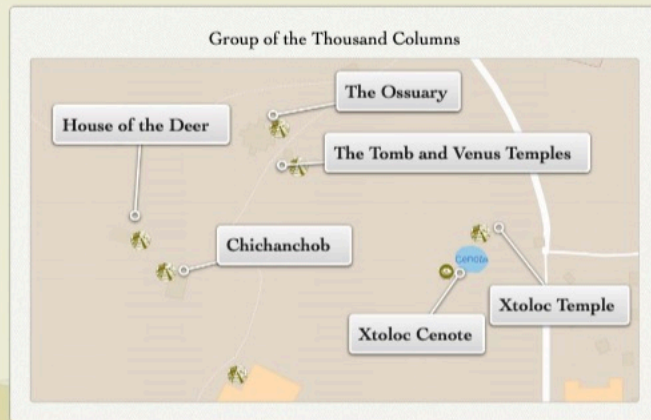 Group of the Thousand Columns
The Ossuary
House of the Deer
The Tomb and Venus Temples
Chichanchob
Cenote
Xtoloc Temple
Xtoloc Cenote